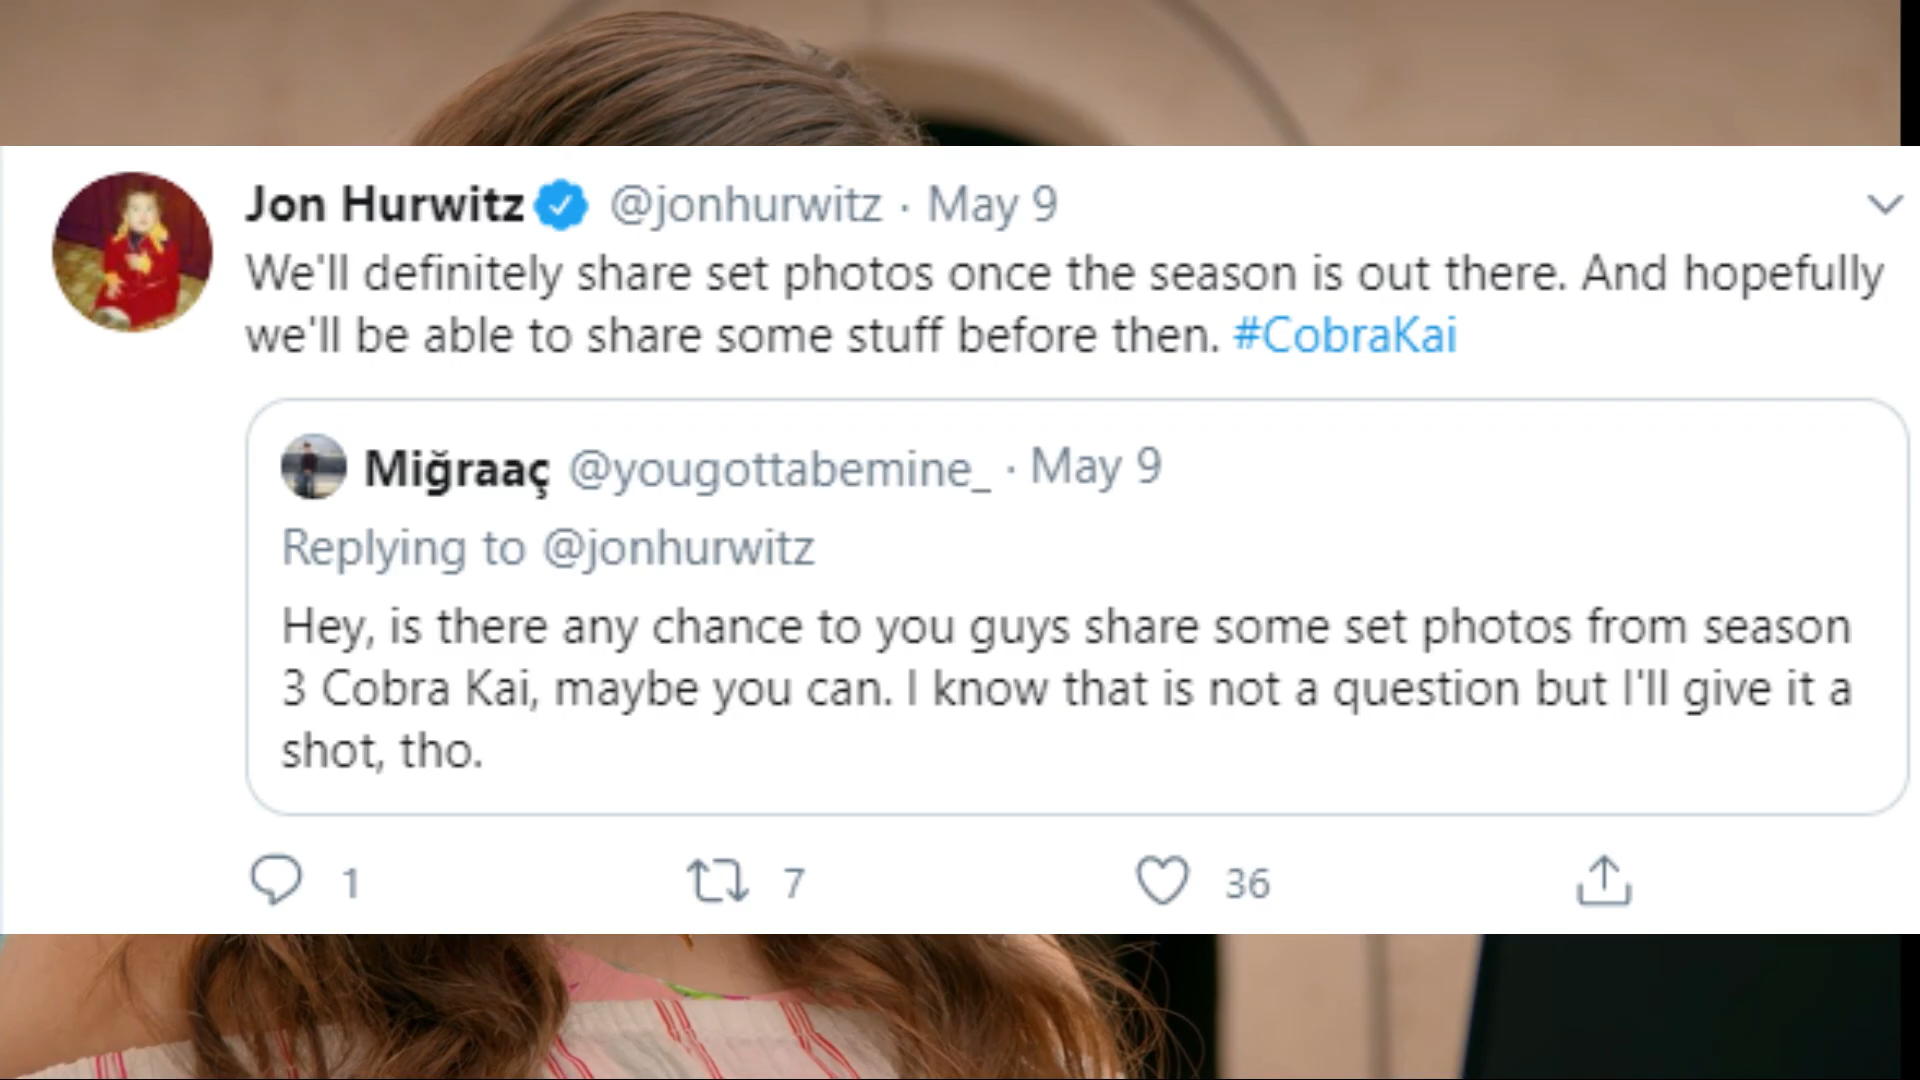 Jon Hurwitz @jonhurwitz · May 9
We'll definitely share set photos once the season is out there. And hopefully
we'll be able to share some stuff before then. #CobraKai
Miğraaç @yougottabemine_ · May 9
Replying to @jonhurwitz
Hey, is there any chance to you guys share some set photos from season
3 Cobra Kai, maybe you can. I know that is not a question but I'll give it a
shot, tho.
1 7 36